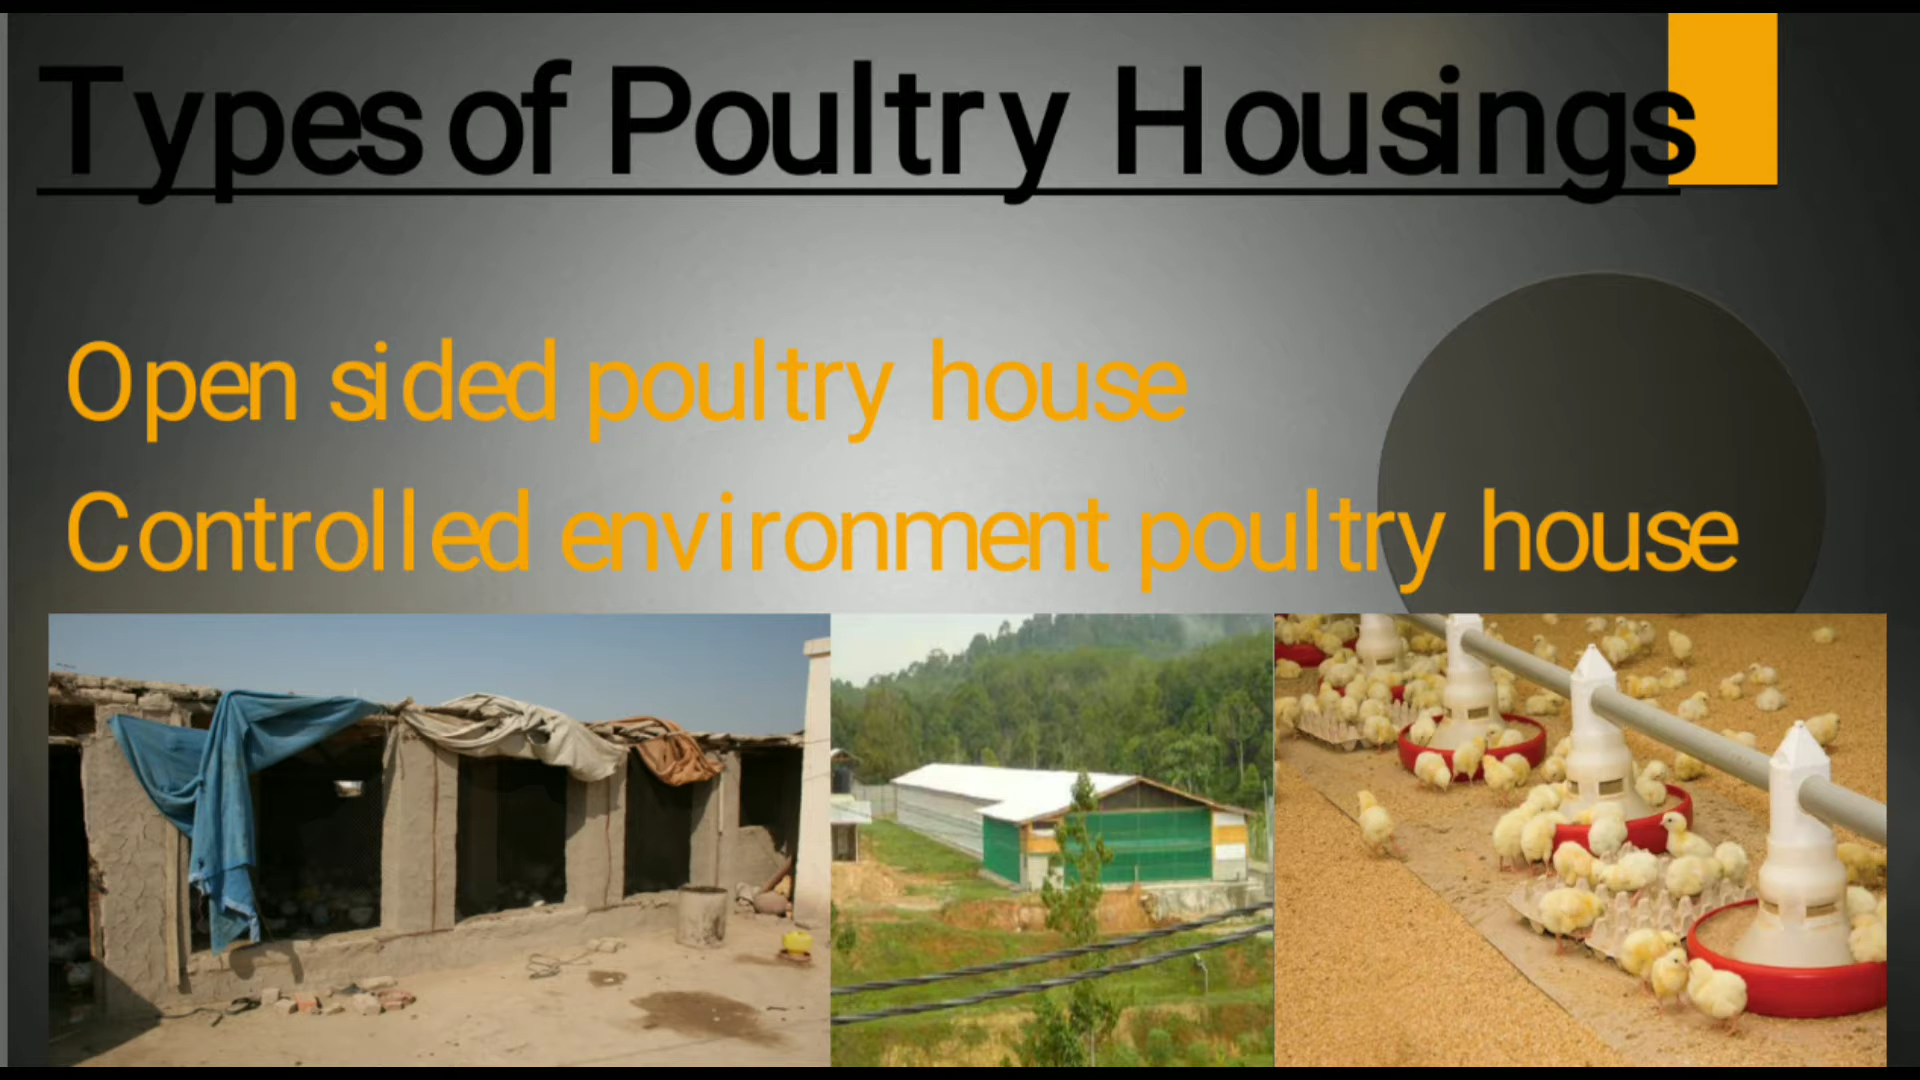 Types of Poultry Housings
Open sided poultry house
Controlled environment poultry house